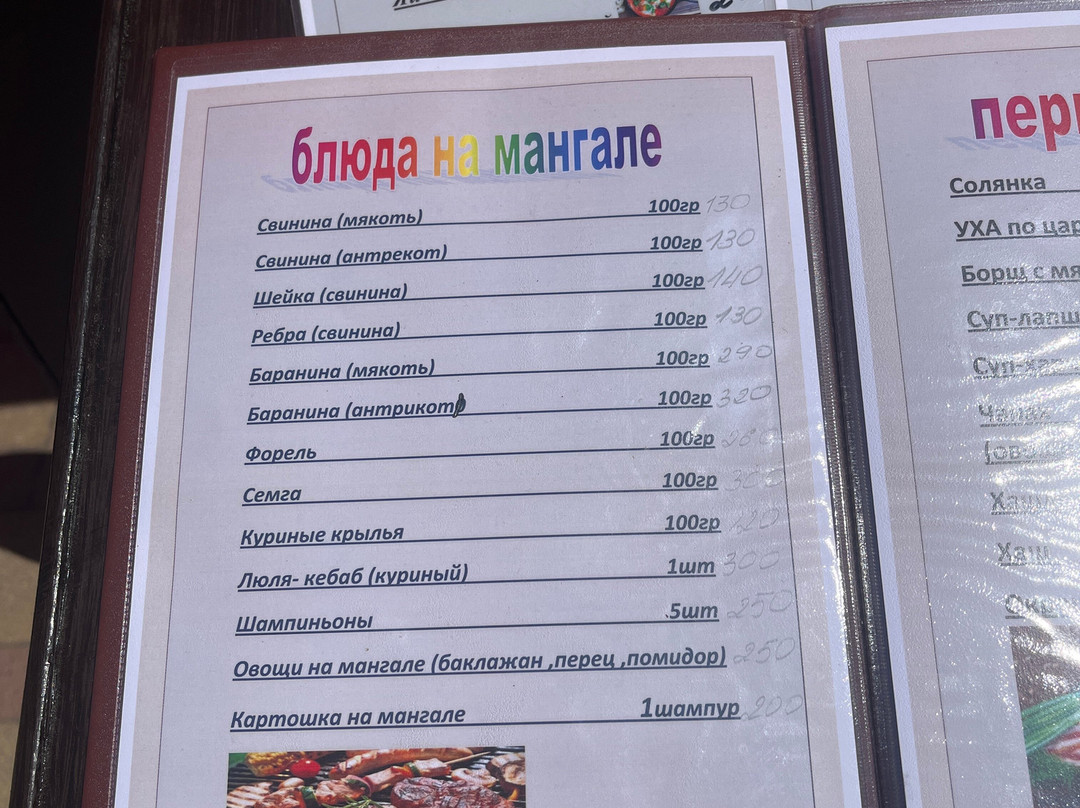 блюда на мангале
Свинина (мякоть) 100гр 130
Свинина (антрекот) 100гр 130
Шейка (свинина) 100гр 140
Ребра (свинина) 100гр 130
Баранина (мякоть) 100гр 290
Баранина (антрикот) 100гр 320
Форель 100гр
Семга 100гр 300
Куриные крылья 100гр
Люля- кебаб (куриный) 1шт 300
Шампиньоны .5шт 250
Овощи на мангале (баклажан ,перец ,помидор) 250
Картошка на мангале 1шампур 200
пер
Солянка
УХА по цар
Борщ с мя
Суп-лапш